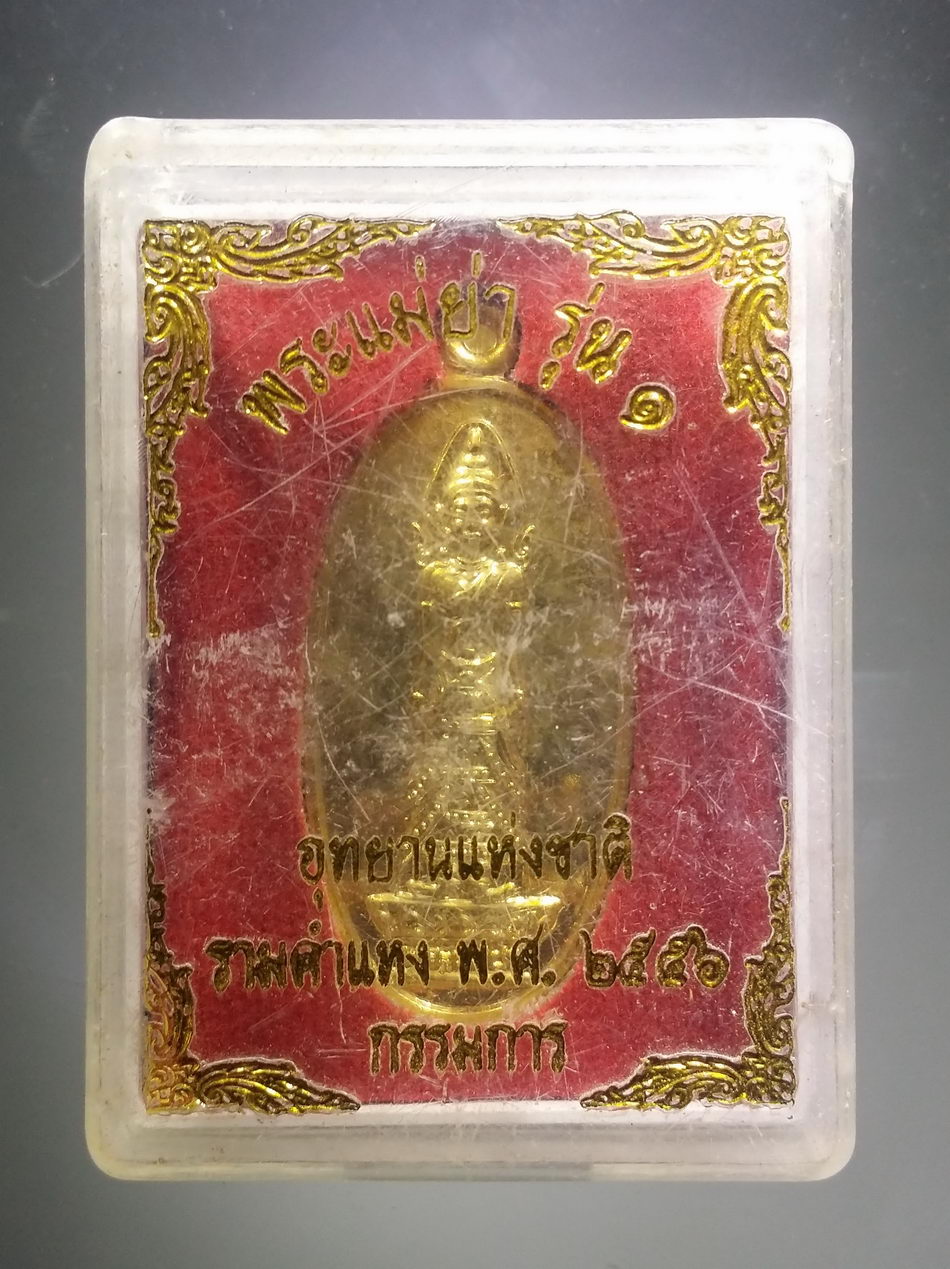 พระแม่ย่า รุ่น ๑
อุทยานแห่งชาติ
รามคำแหง พ.ศ. ๒๕๕๖
กรรมการ